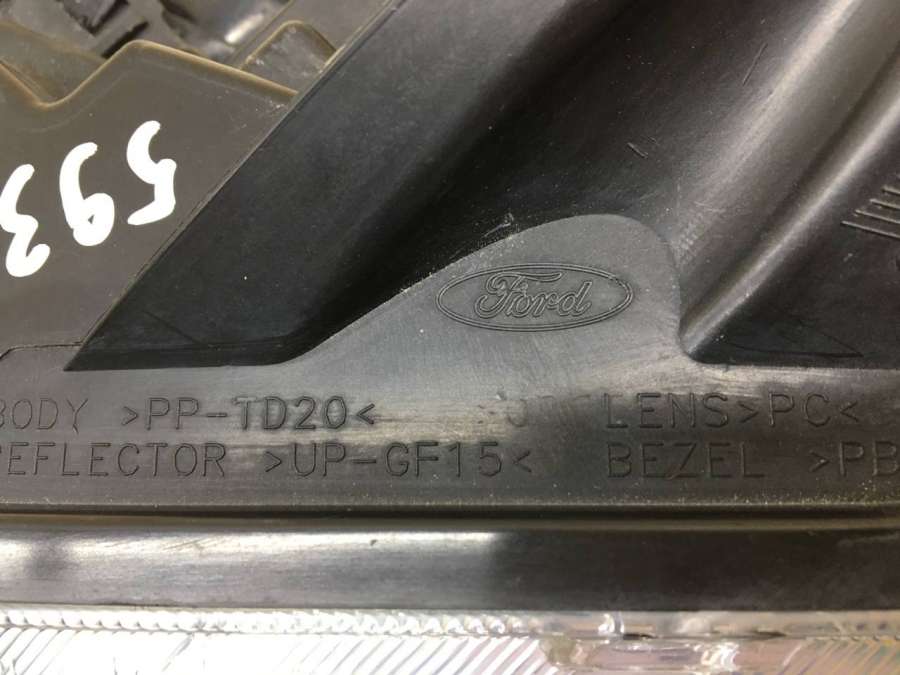 593
Ford
BODY >PP-TD20< LENS>PC<
REFLECTOR >UP-GF15< BEZEL >PB